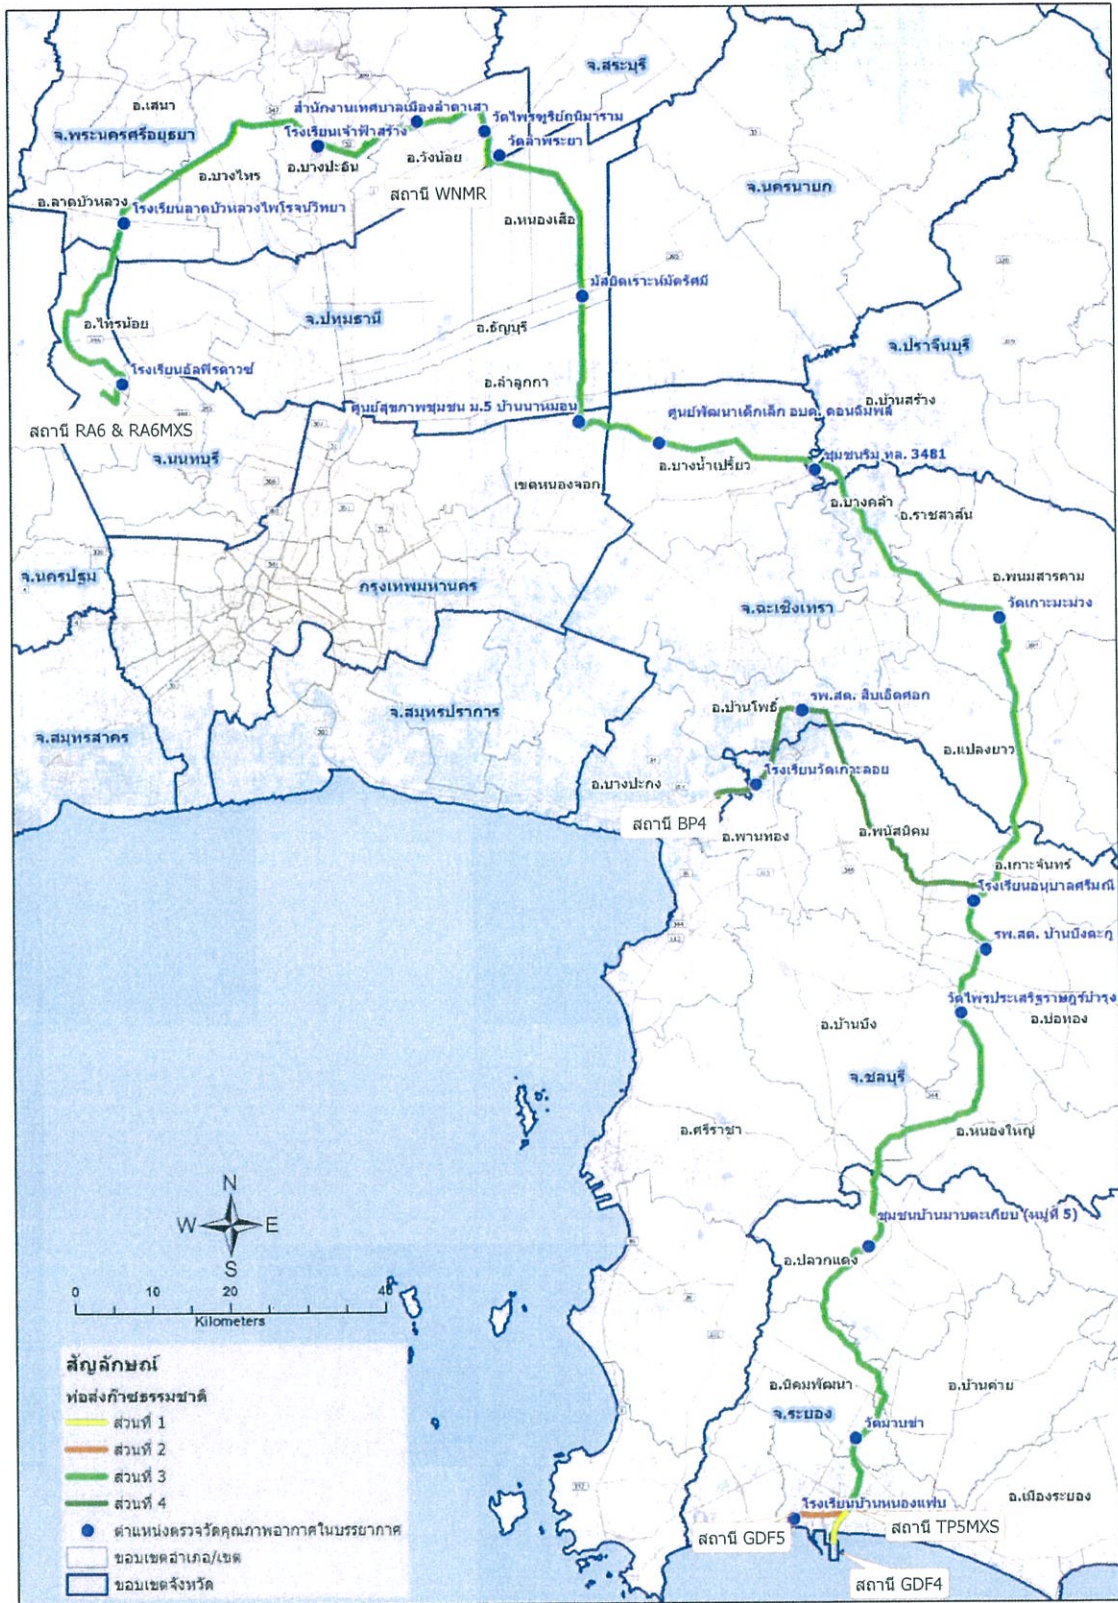 จ.สระบุรี
อ.เสนา
สำนักงานเทศบาลเมืองลำตาเสา
วัดไพรฑูรีย์ถนิมาราม
จ.พระนครศรีอยุธยา
โรงเรียนเจ้าฟ้าสร้าง
วัดลำพระยา
อ.วังน้อย
อ.บางปะอิน
อ.บางไทร
จ.นครนายก
สถานี WNMR
อ.ลาดบัวหลวง
โรงเรียนลาดบัวหลวงไพโรจน์วิทยา
อ.หนองเสือ
มัสยิดเราะห์มัตรัศมี
จ.ปทุมธานี
อ.ธัญบุรี
อ.ไทรน้อย
จ.ปราจีนบุรี
โรงเรียนอัลฟิรดาวซ์
อ.ลำลูกกา
อ.บ้านสร้าง
ศูนย์สุขภาพชุมชน ม.5 บ้านนาหมอน
ศูนย์พัฒนาเด็กเล็ก อบต. ดอนฉิมพลี
สถานี RA6 & RA6MXS
จ.นนทบุรี
ชุมชนริม ทล. 3481
อ.บางน้ำเปรี้ยว
เขตหนองจอก
อ.บางคล้า
อ.ราชสาส์น
จ.นครปฐม
กรุงเทพมหานคร
อ.พนมสารคาม
จ.ฉะเชิงเทรา
วัดเกาะมะม่วง
รพ.สต. สิบเอ็ดศอก
จ.สมุทรปราการ
อ.บ้านโพธิ์
จ.สมุทรสาคร
อ.แปลงยาว
โรงเรียนวัดเกาะลอย
อ.บางปะกง
สถานี BP4
อ.พานทอง
อ.พนัสนิคม
อ.เกาะจันทร์
โรงเรียนอนุบาลศรีมณี
รพ.สต. บ้านบึงตะกู
วัดไพรประเสริฐราษฎร์บำรุง
อ.บ้านบึง
อ.บ่อทอง
จ.ชลบุรี
อ.ศรีราชา
อ.หนองใหญ่
N
W E
S
ชุมชนบ้านมาบตะเกียบ (หมู่ที่ 5)
อ.ปลวกแดง
0 10 20 40
Kilometers
สัญลักษณ์
ท่อส่งก๊าซธรรมชาติ
ส่วนที่ 1
ส่วนที่ 2
ส่วนที่ 3
ส่วนที่ 4
ตำแหน่งตรวจวัดคุณภาพอากาศในบรรยากาศ
ขอบเขตอำเภอ/เขต
ขอบเขตจังหวัด
อ.นิคมพัฒนา
อ.บ้านค่าย
จ.ระยอง
วัดมาบข่า
อ.เมืองระยอง
โรงเรียนบ้านหนองแฟบ
สถานี TP5MXS
สถานี GDF5
สถานี GDF4